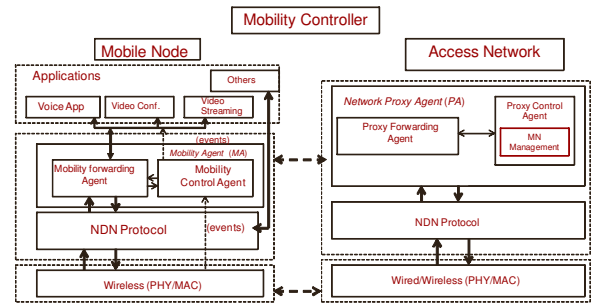 Mobility Controller
Mobile Node
Access Network
Applications
Others
Voice App
Video Conf.
Video
Streaming
(events)
Mobility Agent (MA)
Mobility forwarding
Agent
Mobility
Control Agent
NDN Protocol
(events)
Wireless (PHY/MAC)
Network Proxy Agent (PA)
Proxy Control
Agent
Proxy Forwarding
Agent
MN
Management
NDN Protocol
Wired/Wireless (PHY/MAC)